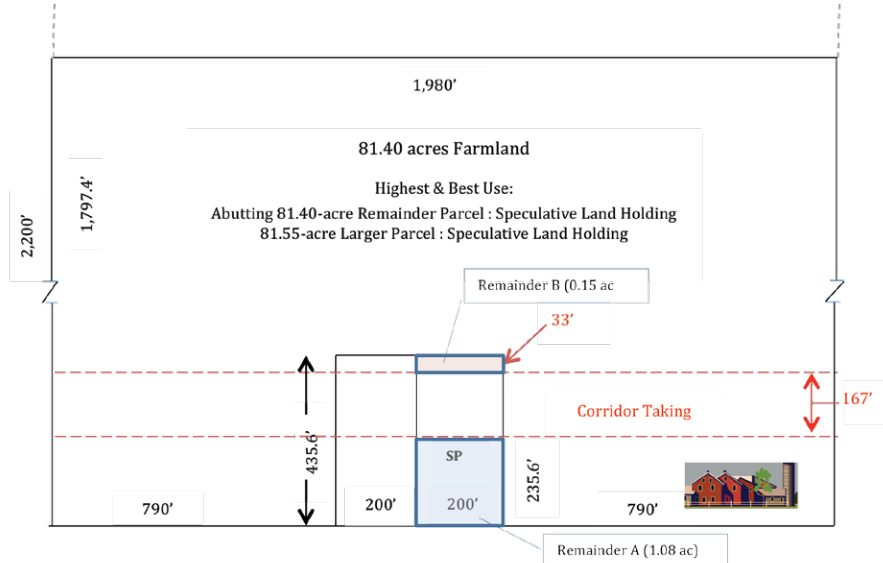 1,980’
81.40 acres Farmland
Highest & Best Use:
Abutting 81.40-acre Remainder Parcel : Speculative Land Holding
81.55-acre Larger Parcel : Speculative Land Holding
1,797.4’
2,200’
Remainder B (0.15 ac
33’
167’
Corridor Taking
435.6’
SP
235.6’
790’
200’
200’
790’
Remainder A (1.08 ac)